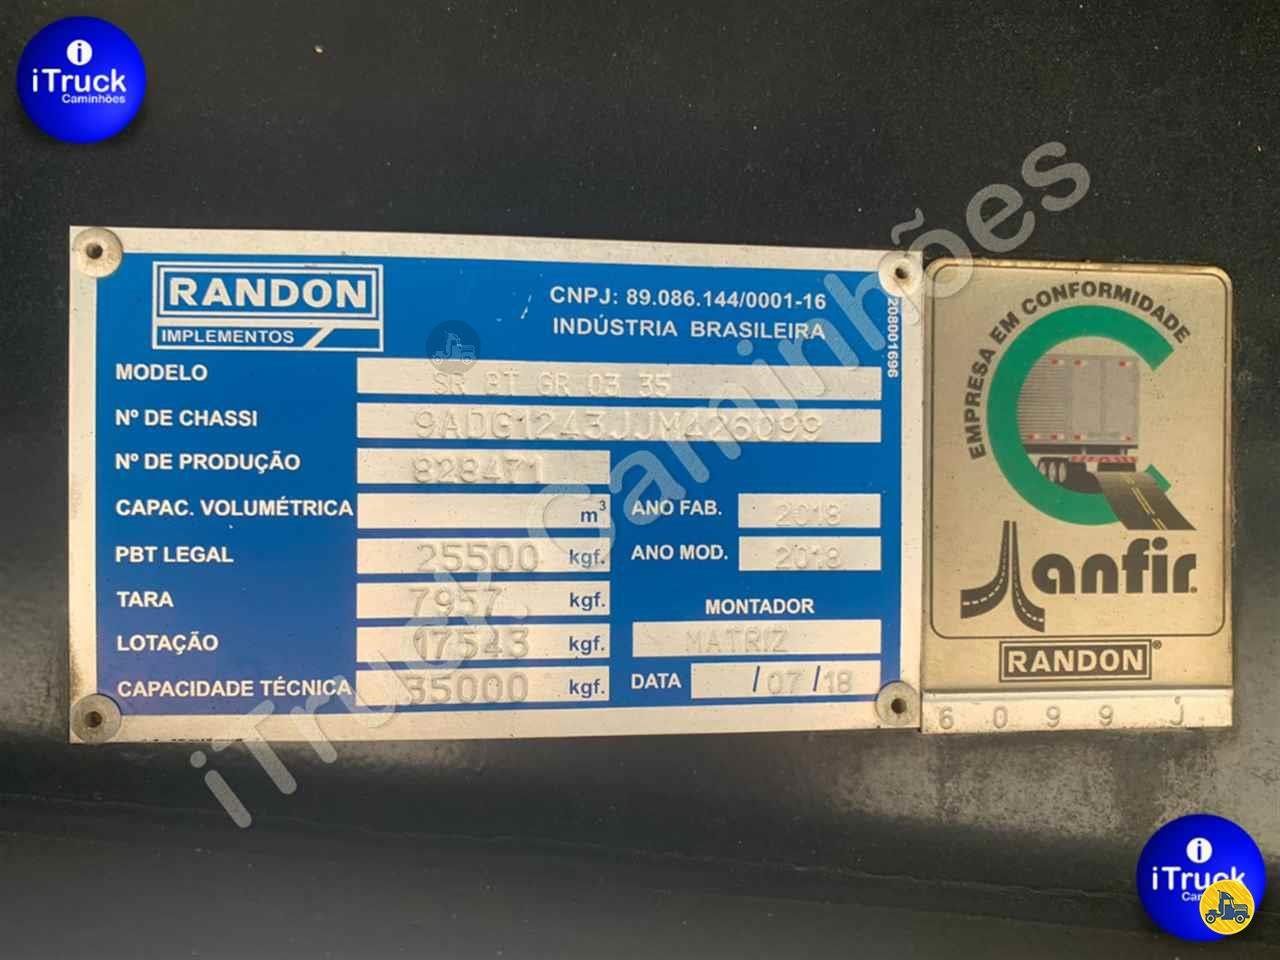 i
iTruck
Caminhões
RANDON
IMPLEMENTOS
CNPJ: 89.086.144/0001-16
INDÚSTRIA BRASILEIRA
208001696
MODELO SR BT GR 03 35
Nº DE CHASSI 9ADG1243JJM426099
Nº DE PRODUÇÃO 828471
CAPAC. VOLUMÉTRICA m³ ANO FAB. 2018
PBT LEGAL 25500 kgf. ANO MOD. 2018
TARA 7957 kgf.
MONTADOR
LOTAÇÃO 17543 kgf. MATRIZ
CAPACIDADE TÉCNICA 35000 kgf. DATA /07/18
EMPRESA EM CONFORMIDADE
anfir.
RANDON®
6099 J
iTruck Caminhões
i
iTruck